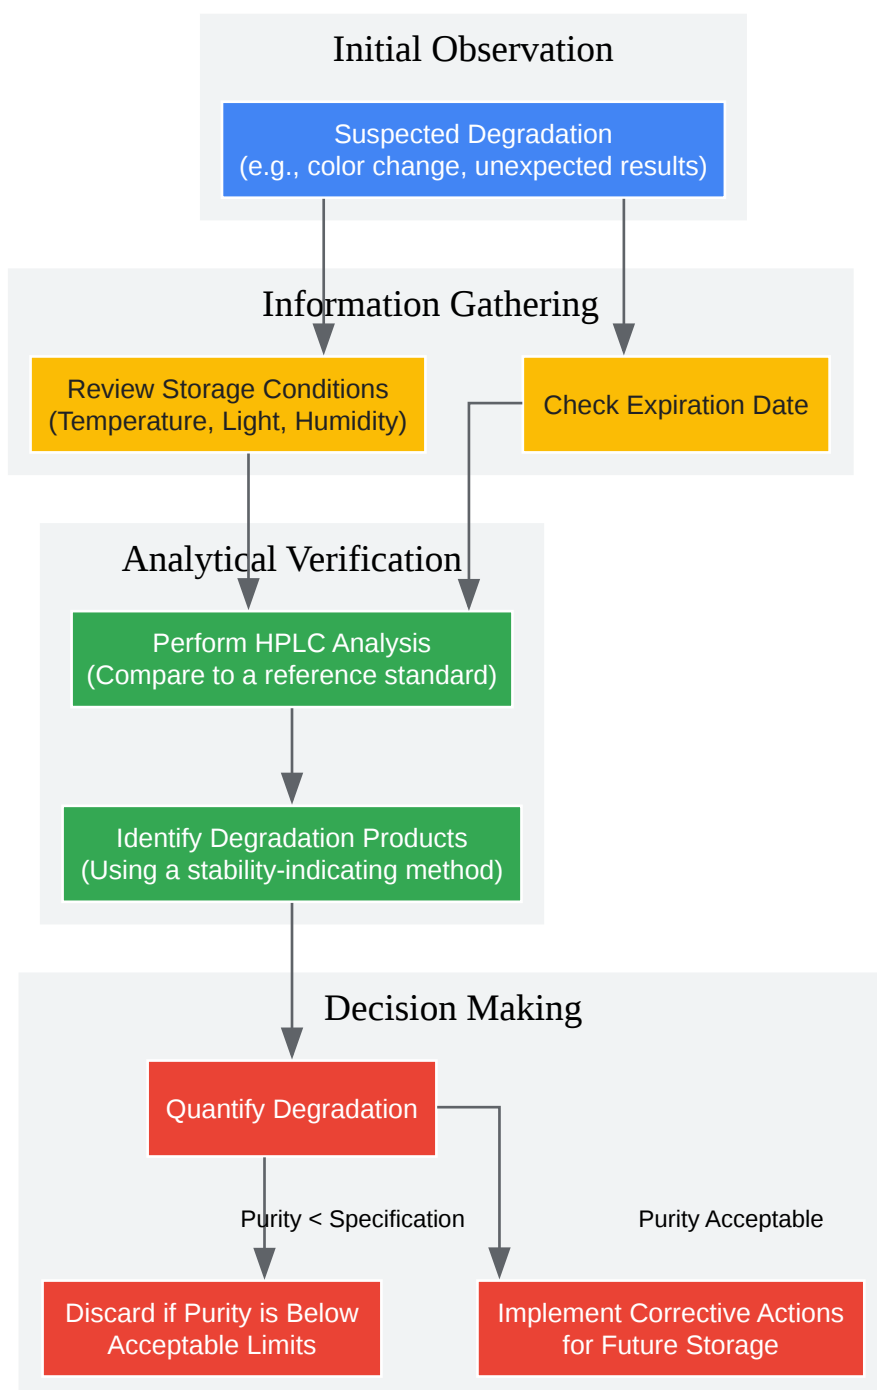 Initial Observation
Suspected Degradation
(e.g., color change, unexpected results)
Information Gathering
Review Storage Conditions
(Temperature, Light, Humidity)
Check Expiration Date
Analytical Verification
Perform HPLC Analysis
(Compare to a reference standard)
Identify Degradation Products
(Using a stability-indicating method)
Decision Making
Quantify Degradation
Purity < Specification
Purity Acceptable
Discard if Purity is Below
Acceptable Limits
Implement Corrective Actions
for Future Storage